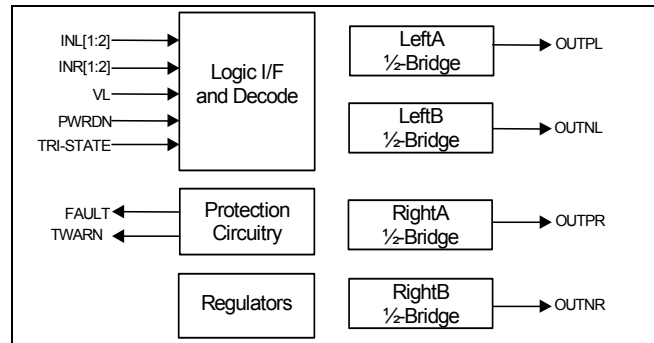 INL[1:2]
INR[1:2]
VL
PWRDN
TRI-STATE
Logic I/F
and Decode
LeftA
½-Bridge
OUTPL
LeftB
½-Bridge
OUTNL
FAULT
TWARN
Protection
Circuitry
RightA
½-Bridge
OUTPR
Regulators
RightB
½-Bridge
OUTNR